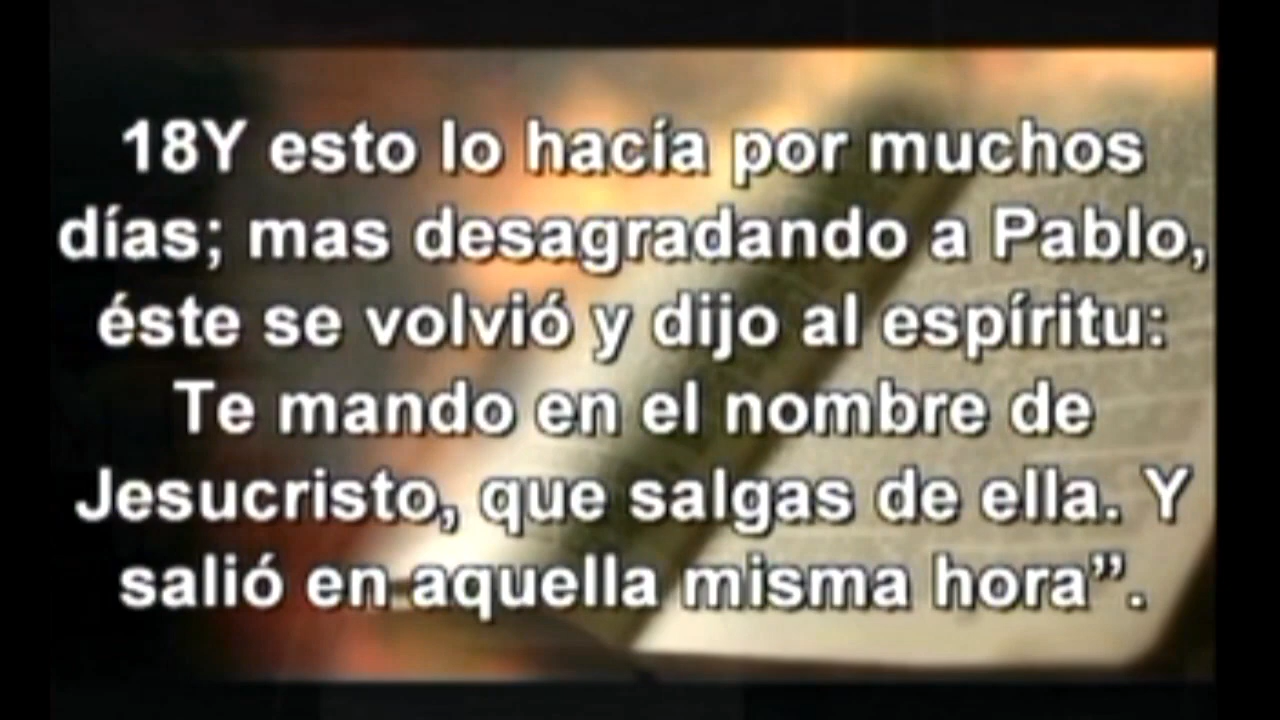 18Y esto lo hacía por muchos
días; mas desagradando a Pablo,
éste se volvió y dijo al espíritu:
Te mando en el nombre de
Jesucristo, que salgas de ella. Y
salió en aquella misma hora”.